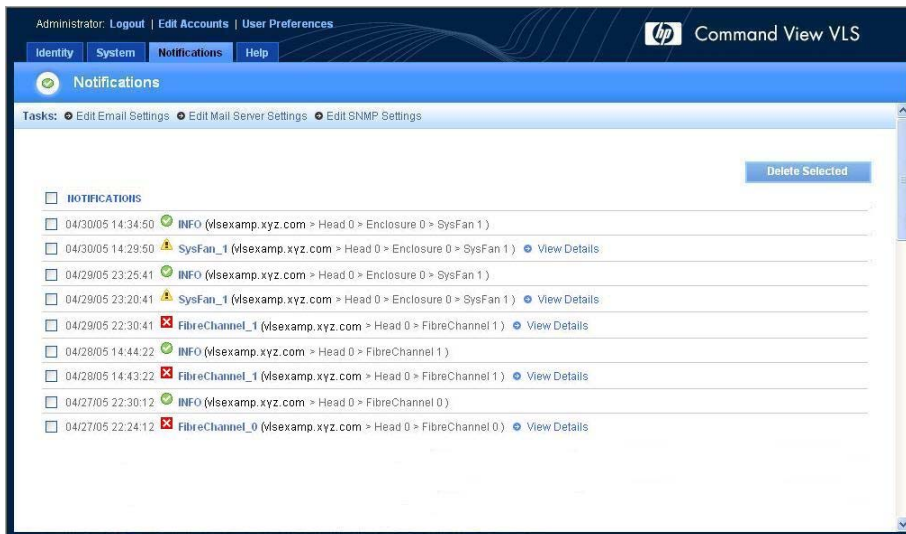 Administrator: Logout | Edit Accounts | User Preferences
hp Command View VLS
Identity System Notifications Help
Notifications
Tasks: Edit Email Settings Edit Mail Server Settings Edit SNMP Settings
Delete Selected
NOTIFICATIONS
04/30/05 14:34:50 INFO (vlsexamp.xyz.com > Head 0 > Enclosure 0 > SysFan 1 )
04/30/05 14:29:50 SysFan_1 (vlsexamp.xyz.com > Head 0 > Enclosure 0 > SysFan 1 ) View Details
04/29/05 23:25:41 INFO (vlsexamp.xyz.com > Head 0 > Enclosure 0 > SysFan 1 )
04/29/05 23:20:41 SysFan_1 (vlsexamp.xyz.com > Head 0 > Enclosure 0 > SysFan 1 ) View Details
04/29/05 22:30:41 FibreChannel_1 (vlsexamp.xyz.com > Head 0 > FibreChannel 1 ) View Details
04/28/05 14:44:22 INFO (vlsexamp.xyz.com > Head 0 > FibreChannel 1 )
04/28/05 14:43:22 FibreChannel_1 (vlsexamp.xyz.com > Head 0 > FibreChannel 1 ) View Details
04/27/05 22:30:12 INFO (vlsexamp.xyz.com > Head 0 > FibreChannel 0 )
04/27/05 22:24:12 FibreChannel_0 (vlsexamp.xyz.com > Head 0 > FibreChannel 0 ) View Details